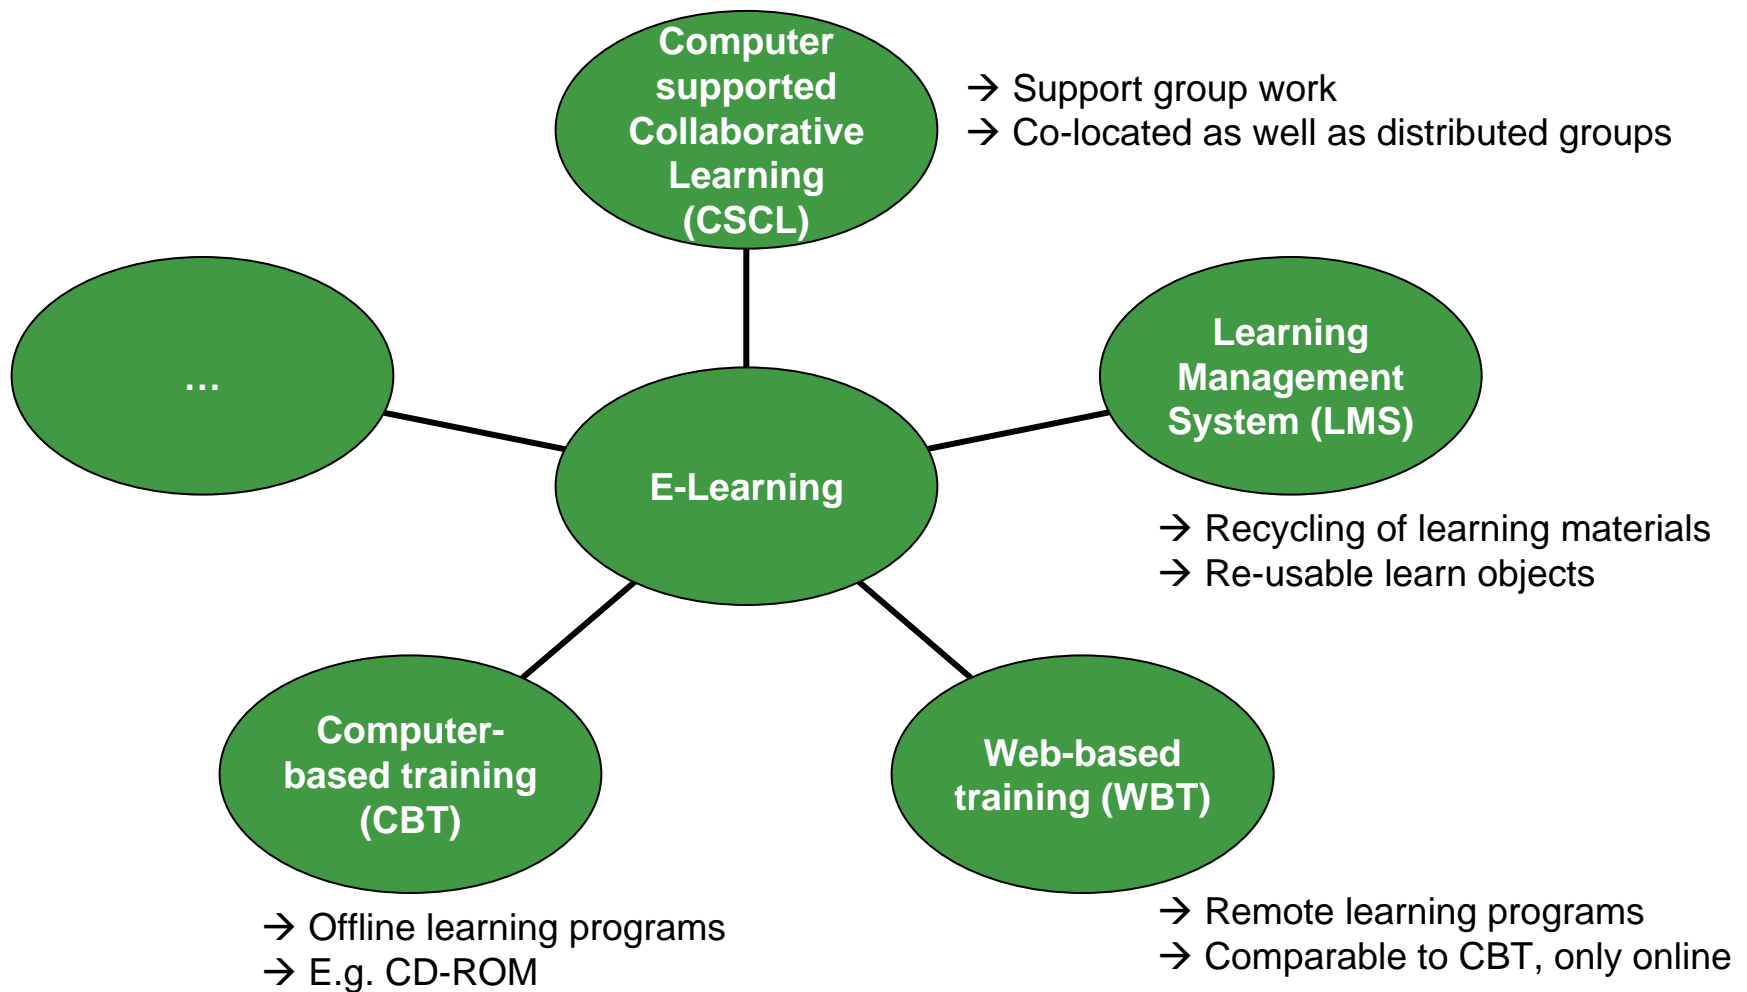 Computer
supported
Collaborative
Learning
(CSCL)
→ Support group work
→ Co-located as well as distributed groups
…
Learning
Management
System (LMS)
→ Recycling of learning materials
→ Re-usable learn objects
E-Learning
Computer-
based training
(CBT)
→ Offline learning programs
→ E.g. CD-ROM
Web-based
training (WBT)
→ Remote learning programs
→ Comparable to CBT, only online